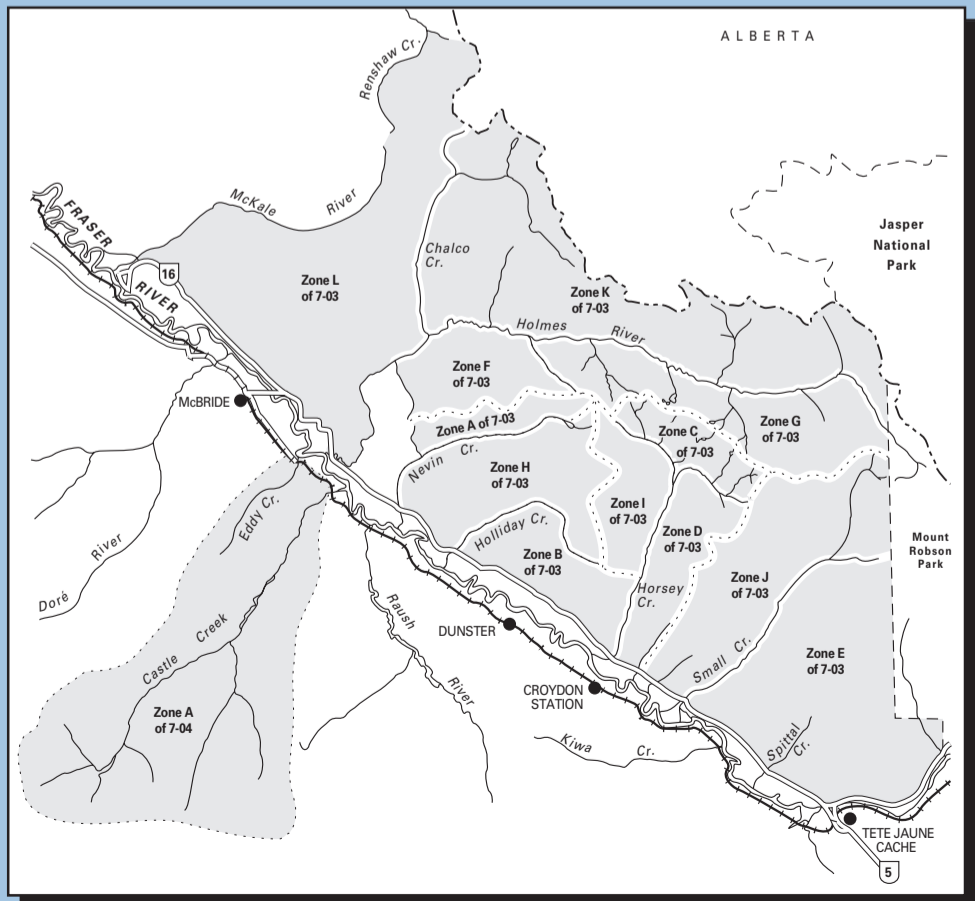 ALBERTA
Renshaw Cr.
McKale River
FRASER RIVER
16
Jasper
National
Park
Chalco
Cr.
Zone L
of 7-03
Zone K
of 7-03
Holmes River
Zone F
of 7-03
McBRIDE
Zone A of 7-03
Zone C
of 7-03
Zone G
of 7-03
Nevin Cr.
Zone H
of 7-03
Eddy Cr.
Zone I
of 7-03
Holliday Cr.
Zone D
of 7-03
Zone B
of 7-03
Mount
Robson
Park
Doré River
Zone J
of 7-03
Horsey
Cr.
Raush River
DUNSTER
Castle Creek
Small Cr.
Zone E
of 7-03
CROYDON
STATION
Zone A
of 7-04
Kiwa Cr.
Spittal
Cr.
TETE JAUNE
CACHE
5